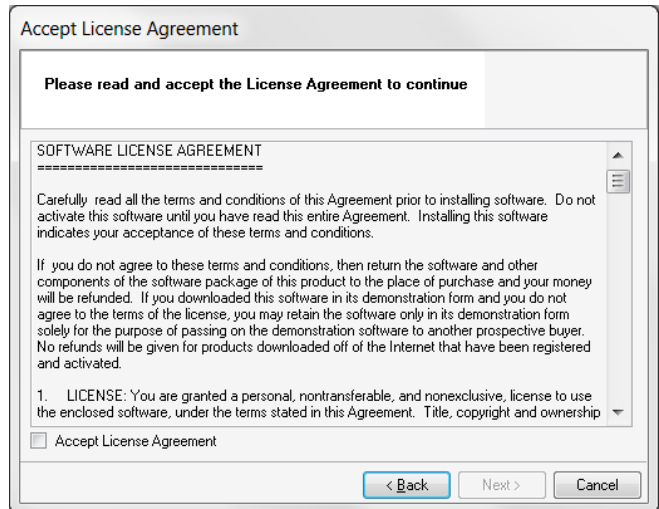 Accept License Agreement
Please read and accept the License Agreement to continue
SOFTWARE LICENSE AGREEMENT
==============================
Carefully  read all the terms and conditions of this Agreement prior to installing software.  Do not
activate this software until you have read this entire Agreement.  Installing this software
indicates your acceptance of these terms and conditions.
If  you do not agree to these terms and conditions, then return the software and other
components of the software package of this product to the place of purchase and your money
will be refunded.  If you downloaded this software in its demonstration form and you do not
agree to the terms of the license, you may retain the software only in its demonstration form
solely for the purpose of passing on the demonstration software to another prospective buyer.
No refunds will be given for products downloaded off of the Internet that have been registered
and activated.
1.    LICENSE: You are granted a personal, nontransferable, and nonexclusive, license to use
the enclosed software, under the terms stated in this Agreement.  Title, copyright and ownership
Accept License Agreement
< Back    Next >    Cancel